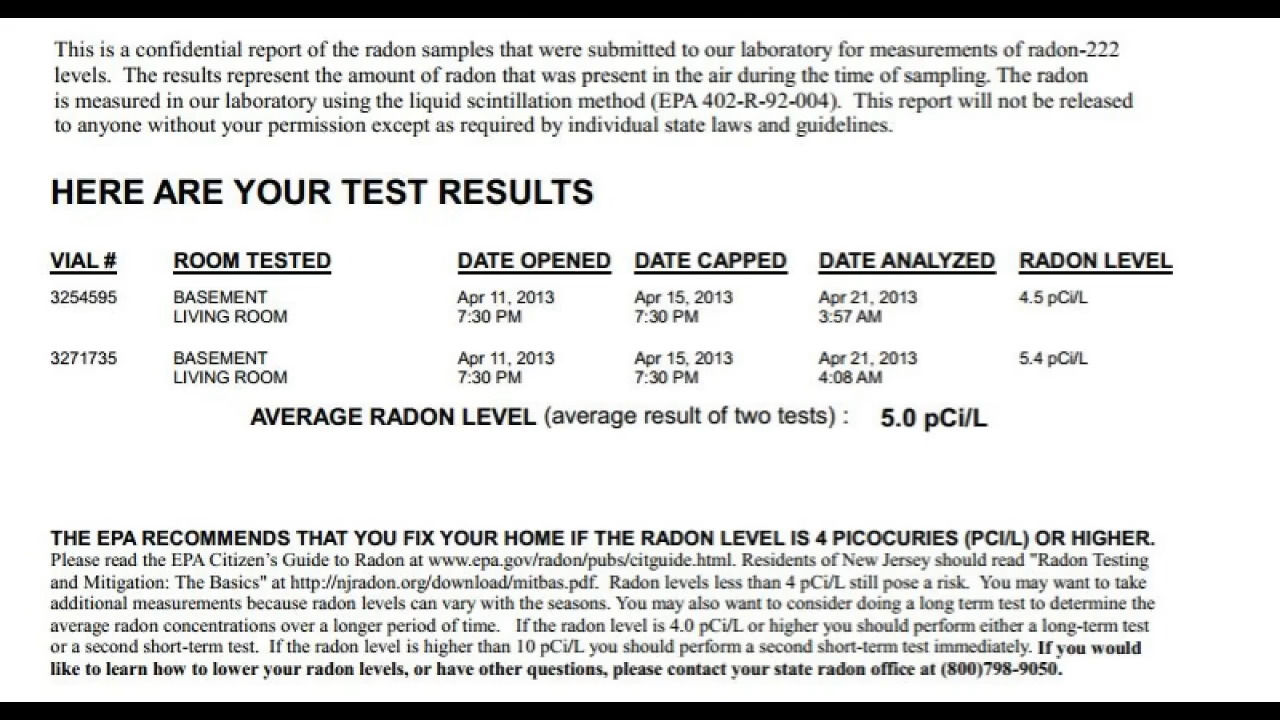 This is a confidential report of the radon samples that were submitted to our laboratory for measurements of radon-222
levels. The results represent the amount of radon that was present in the air during the time of sampling. The radon
is measured in our laboratory using the liquid scintillation method (EPA 402-R-92-004). This report will not be released
to anyone without your permission except as required by individual state laws and guidelines.
HERE ARE YOUR TEST RESULTS
VIAL # ROOM TESTED DATE OPENED DATE CAPPED DATE ANALYZED RADON LEVEL
3254595 BASEMENT Apr 11, 2013 Apr 15, 2013 Apr 21, 2013 4.5 pCi/L
LIVING ROOM 7:30 PM 7:30 PM 3:57 AM
3271735 BASEMENT Apr 11, 2013 Apr 15, 2013 Apr 21, 2013 5.4 pCi/L
LIVING ROOM 7:30 PM 7:30 PM 4:08 AM
AVERAGE RADON LEVEL (average result of two tests) : 5.0 pCi/L
THE EPA RECOMMENDS THAT YOU FIX YOUR HOME IF THE RADON LEVEL IS 4 PICOCURIES (PCI/L) OR HIGHER.
Please read the EPA Citizen's Guide to Radon at www.epa.gov/radon/pubs/citguide.html. Residents of New Jersey should read "Radon Testing
and Mitigation: The Basics" at http://njradon.org/download/mitbas.pdf. Radon levels less than 4 pCi/L still pose a risk. You may want to take
additional measurements because radon levels can vary with the seasons. You may also want to consider doing a long term test to determine the
average radon concentrations over a longer period of time. If the radon level is 4.0 pCi/L or higher you should perform either a long-term test
or a second short-term test. If the radon level is higher than 10 pCi/L you should perform a second short-term test immediately. If you would
like to learn how to lower your radon levels, or have other questions, please contact your state radon office at (800)798-9050.